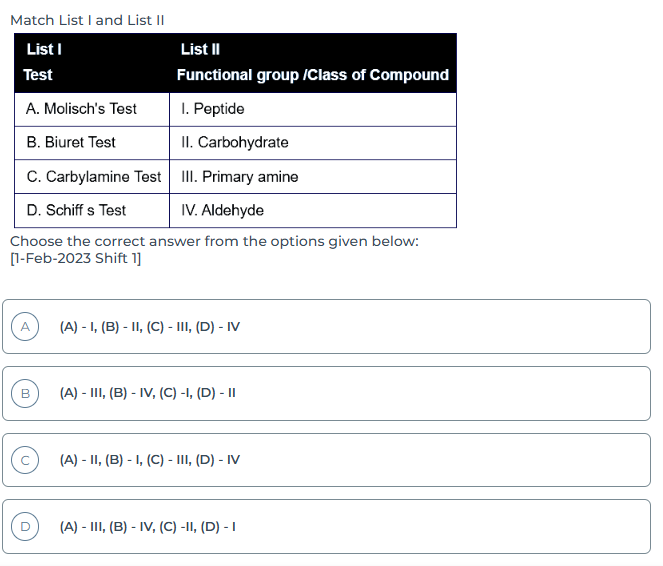 Match List I and List II
List I List II
Test Functional group /Class of Compound
A. Molisch's Test I. Peptide
B. Biuret Test II. Carbohydrate
C. Carbylamine Test III. Primary amine
D. Schiff s Test IV. Aldehyde
Choose the correct answer from the options given below:
[1-Feb-2023 Shift 1]
A (A) - I, (B) - II, (C) - III, (D) - IV
B (A) - III, (B) - IV, (C) -I, (D) - II
C (A) - II, (B) - I, (C) - III, (D) - IV
D (A) - III, (B) - IV, (C) -II, (D) - I